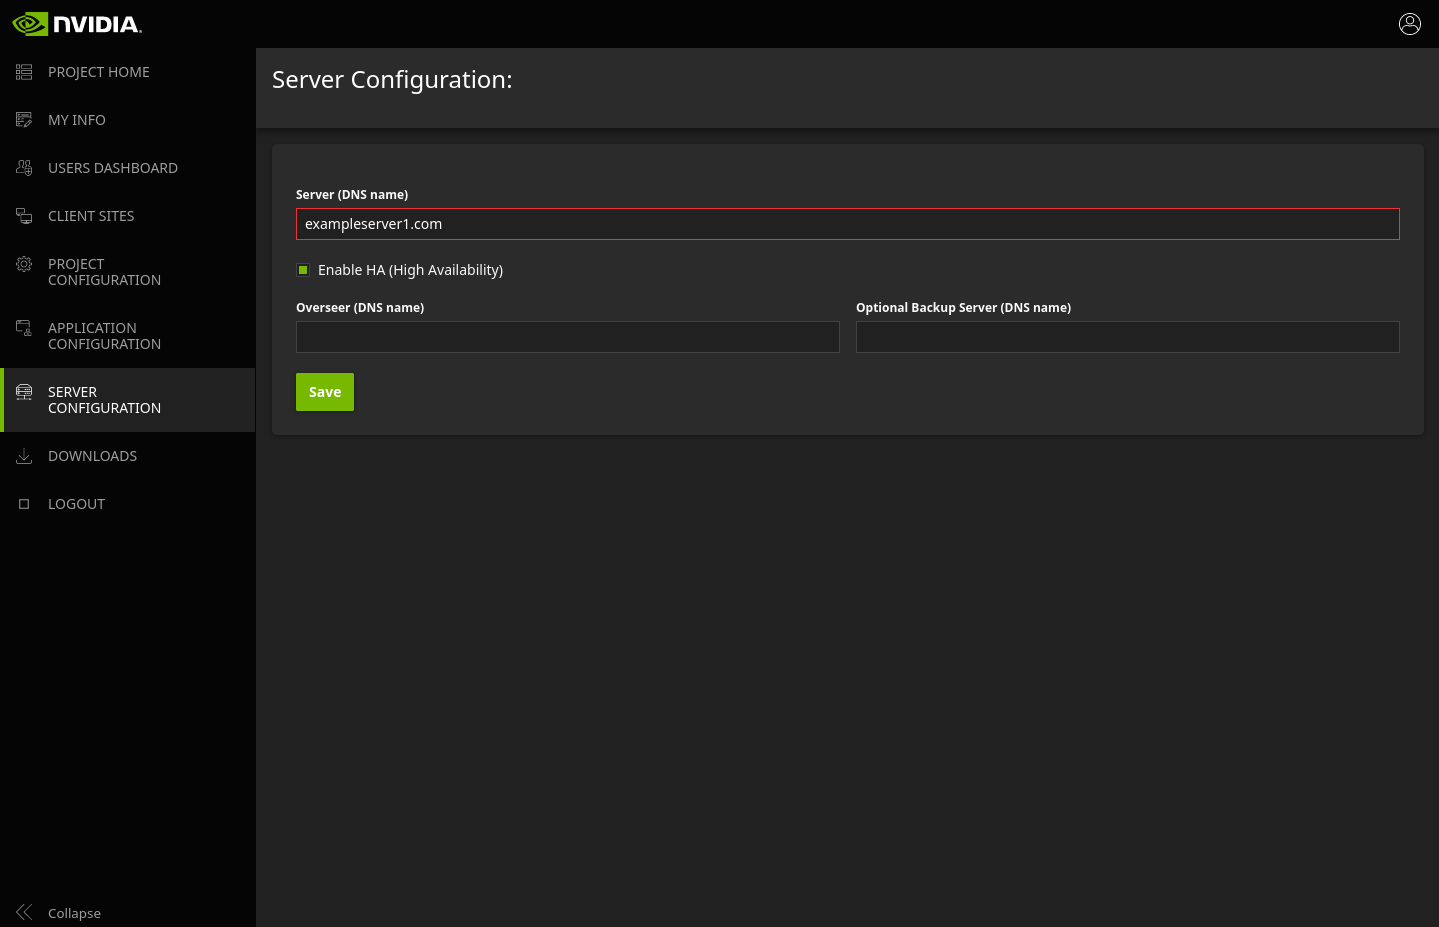 NVIDIA.
PROJECT HOME
MY INFO
USERS DASHBOARD
CLIENT SITES
PROJECT
CONFIGURATION
APPLICATION
CONFIGURATION
SERVER
CONFIGURATION
DOWNLOADS
LOGOUT
Collapse
Server Configuration:
Server (DNS name)
exampleserver1.com
Enable HA (High Availability)
Overseer (DNS name)
Optional Backup Server (DNS name)
Save